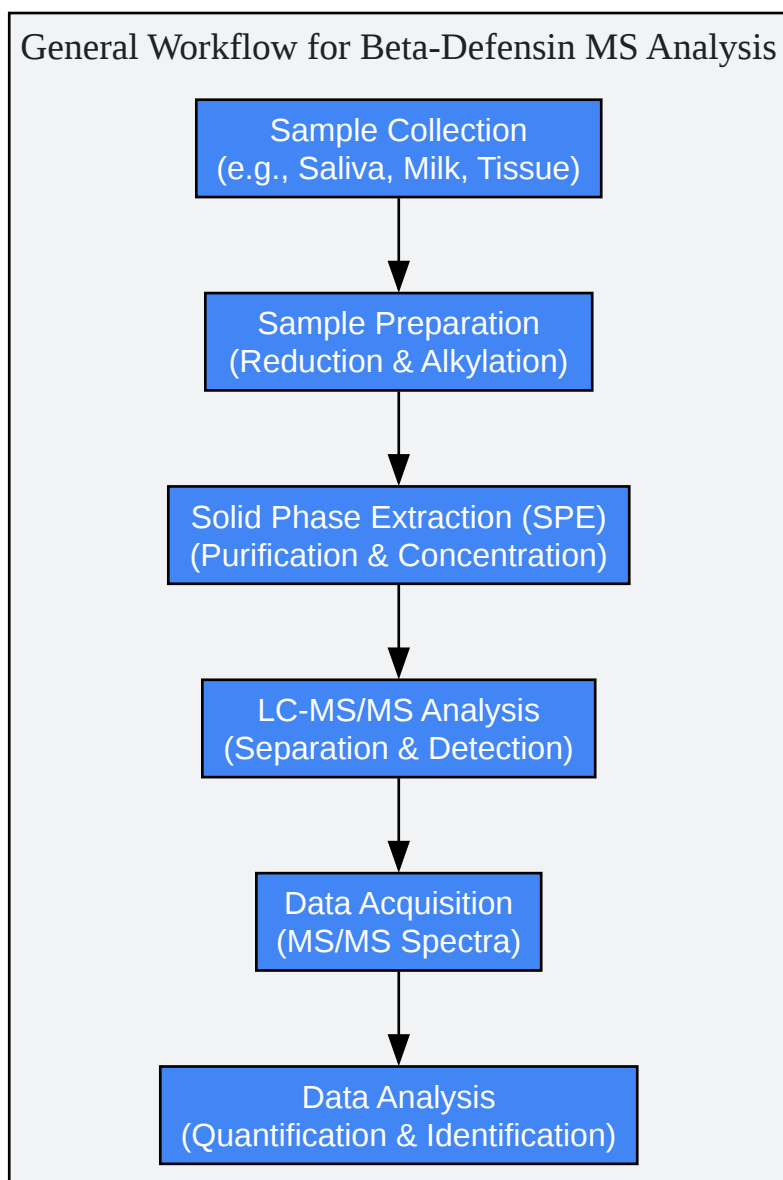 General Workflow for Beta-Defensin MS Analysis
Sample Collection
(e.g., Saliva, Milk, Tissue)
Sample Preparation
(Reduction & Alkylation)
Solid Phase Extraction (SPE)
(Purification & Concentration)
LC-MS/MS Analysis
(Separation & Detection)
Data Acquisition
(MS/MS Spectra)
Data Analysis
(Quantification & Identification)